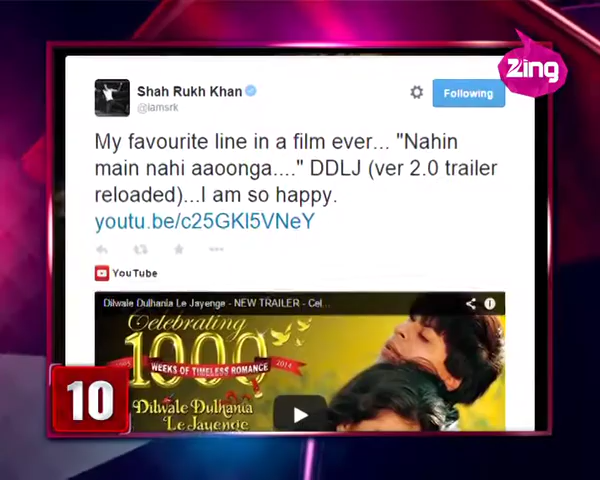 Zing
Shah Rukh Khan
@iamsrk
Following
My favourite line in a film ever... "Nahin
main nahi aaoonga...." DDLJ (ver 2.0 trailer
reloaded)...I am so happy.
youtu.be/c25GKl5VNeY
YouTube
Dilwale Dulhania Le Jayenge - NEW TRAILER - Cel...
Celebrating
1000
1995 WEEKS OF TIMELESS ROMANCE 2014
Dilwale Dulhania
Le Jayenge
10